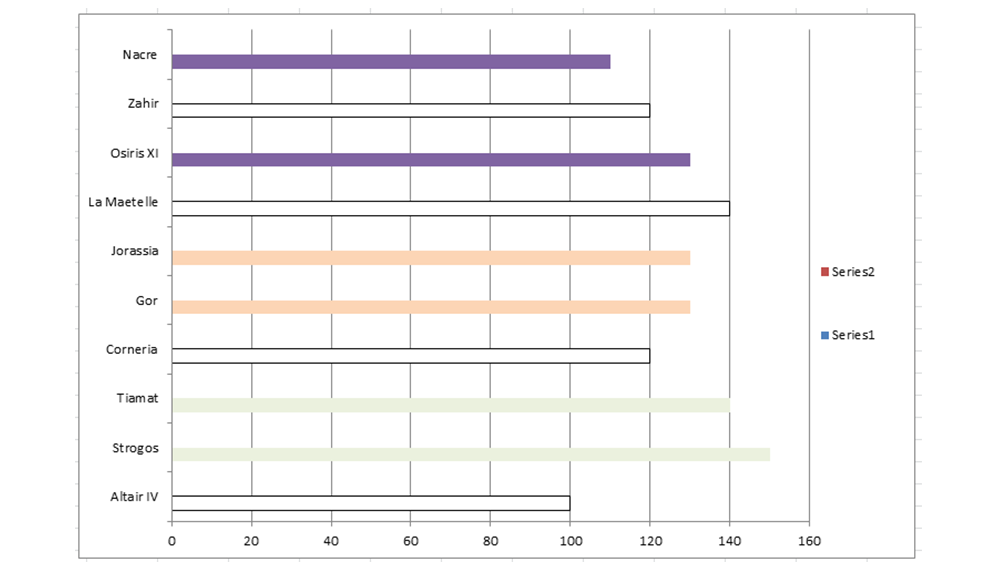 Nacre
Zahir
Osiris XI
La Maetelle
Jorassia
Gor
Corneria
Tiamat
Strogos
Altair IV
0 20 40 60 80 100 120 140 160
Series2
Series1